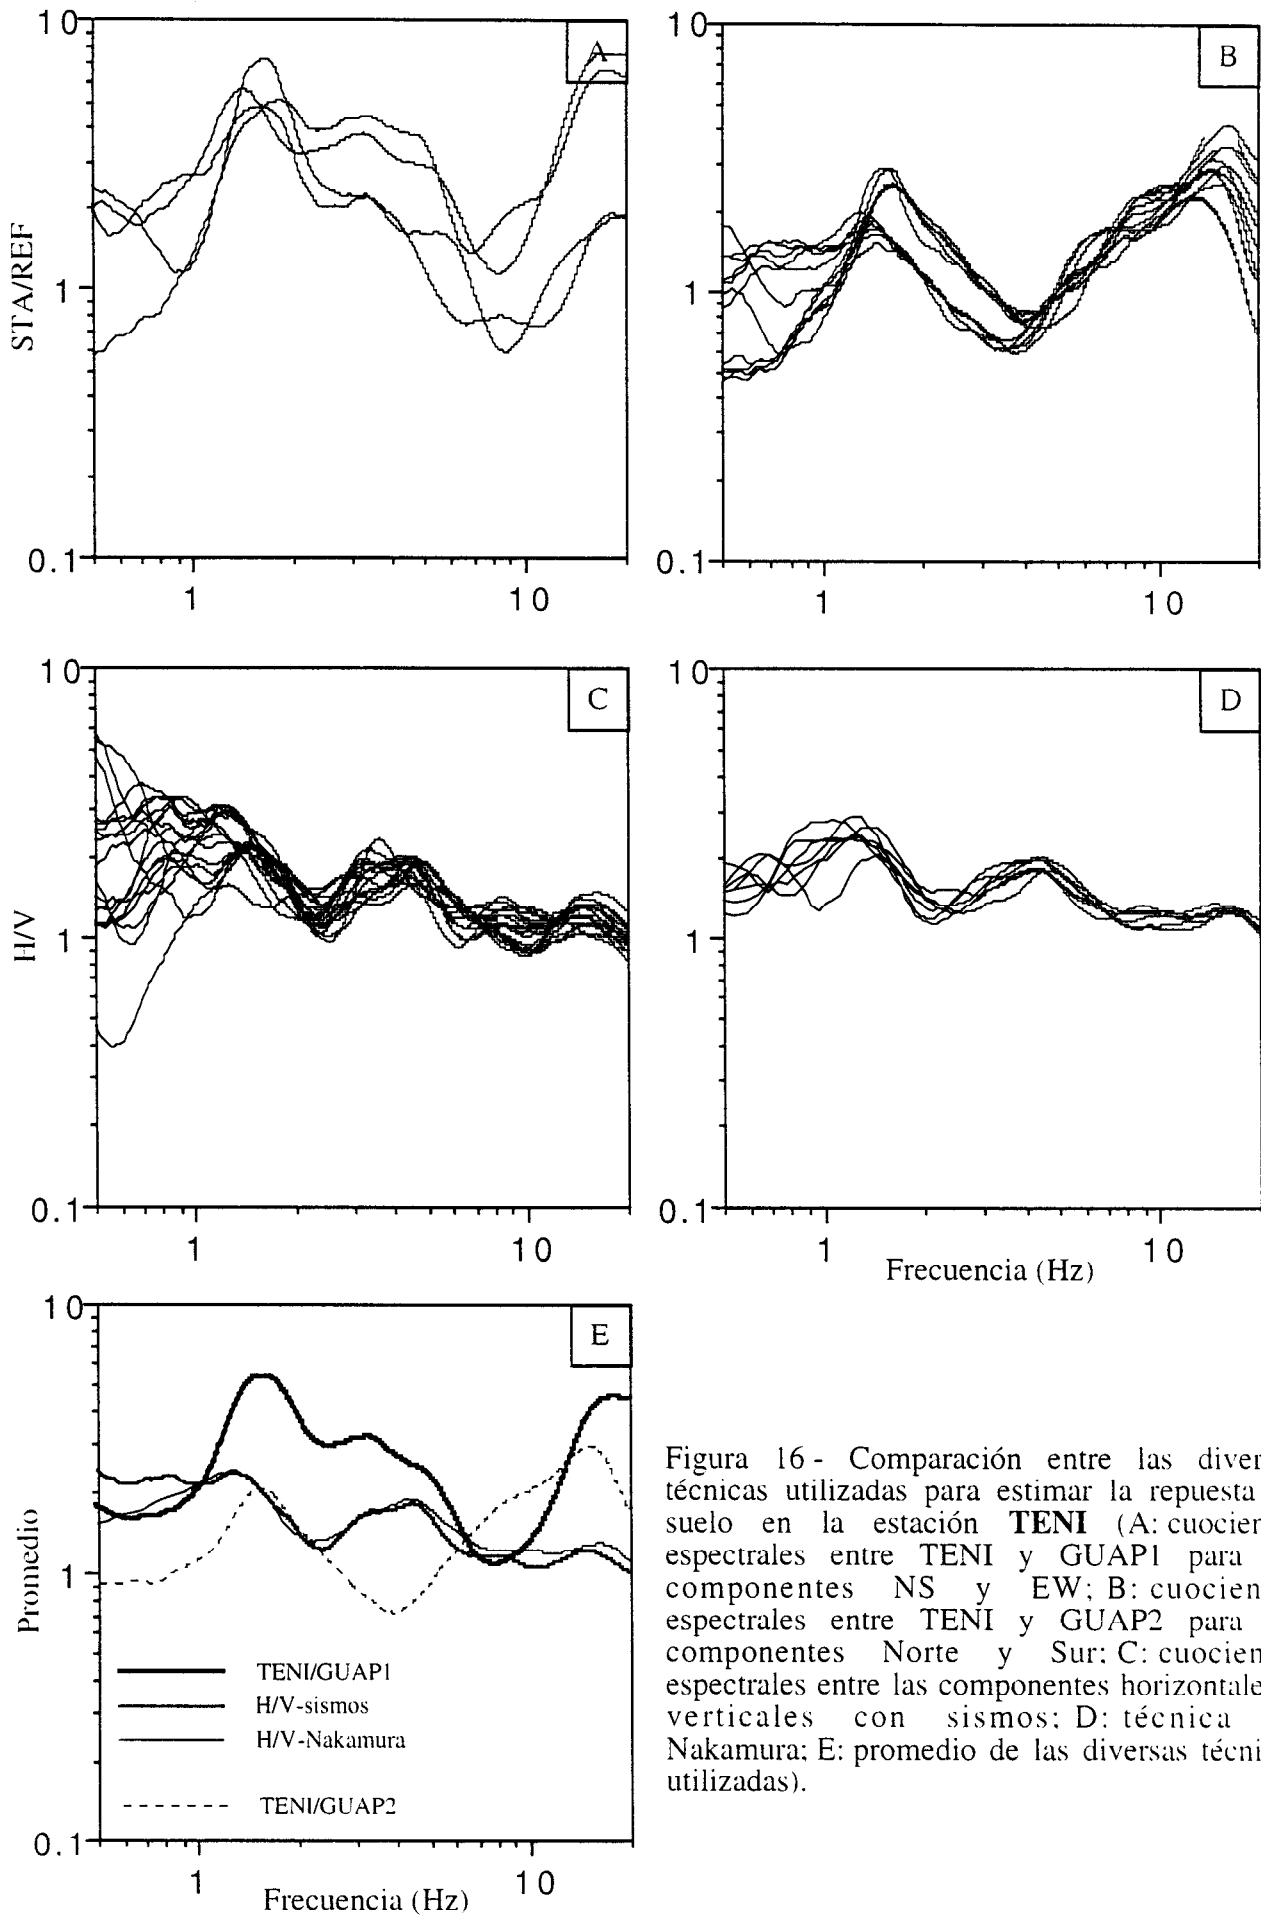 10
A
STA/REF
1
0.1
1
10
10
B
1
0.1
1
10
10
C
H/V
1
0.1
1
10
10
D
1
0.1
1
10
Frecuencia (Hz)
10
E
Promedio
1
TENI/GUAP1
H/V-sismos
H/V-Nakamura
TENI/GUAP2
0.1
1
10
Frecuencia (Hz)
Figura 16 - Comparación entre las diver
técnicas utilizadas para estimar la repuesta
suelo en la estación TENI (A: cuocien
espectrales entre TENI y GUAP1 para
componentes NS y EW; B: cuocien
espectrales entre TENI y GUAP2 para
componentes Norte y Sur; C: cuocien
espectrales entre las componentes horizontale
verticales con sismos; D: técnica
Nakamura; E: promedio de las diversas técni
utilizadas).